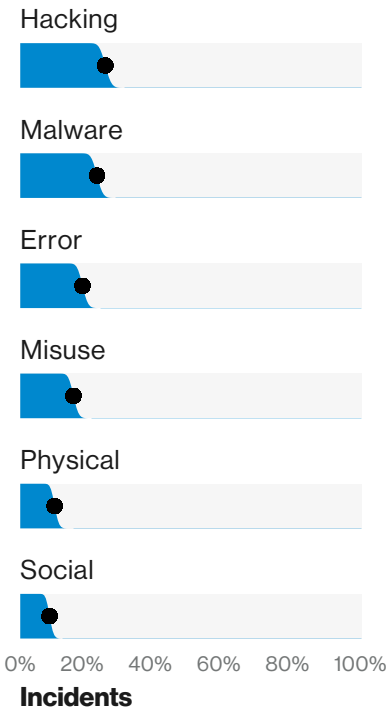 Hacking
Malware
Error
Misuse
Physical
Social
0% 20% 40% 60% 80% 100%
Incidents